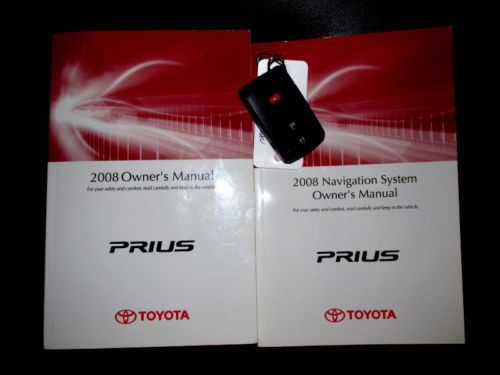 2008 Owner's Manual
For your safety and comfort, read carefully and keep in the vehicle.
PRIUS
TOYOTA
2008 Navigation System
Owner's Manual
For your safety and comfort, read carefully and keep in the vehicle.
PRIUS
TOYOTA